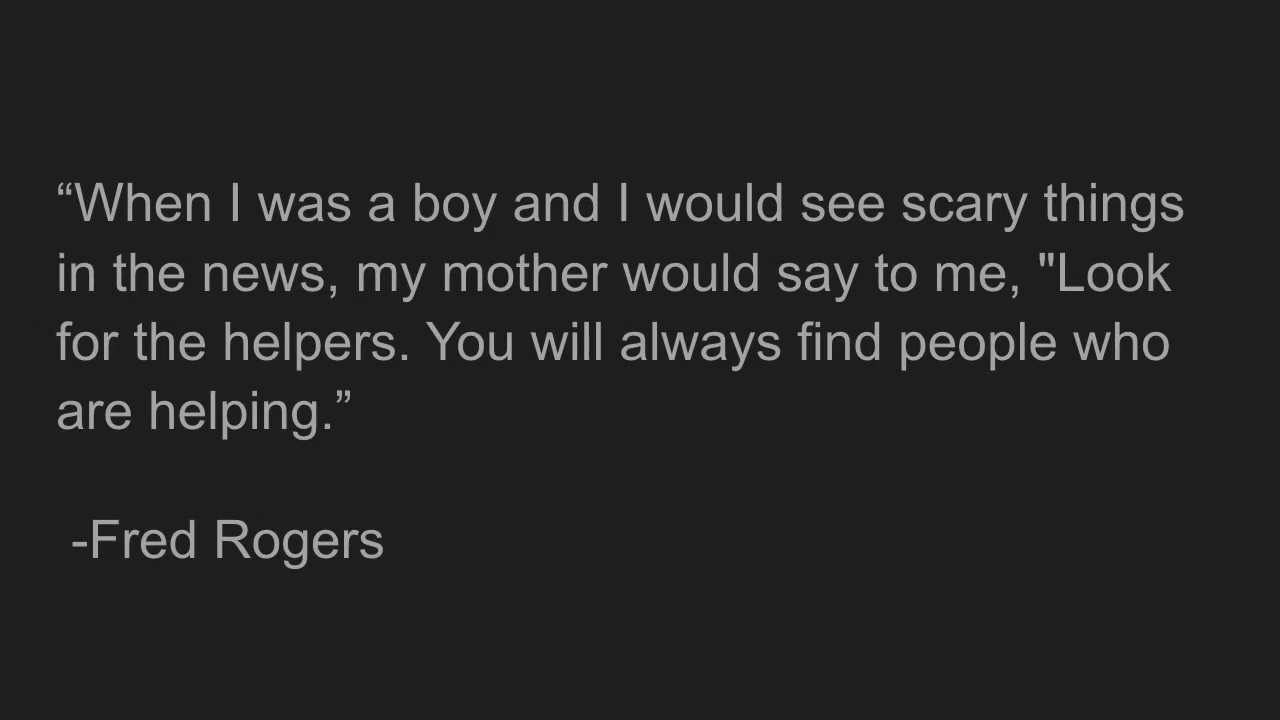 “When I was a boy and I would see scary things
in the news, my mother would say to me, "Look
for the helpers. You will always find people who
are helping.”
-Fred Rogers